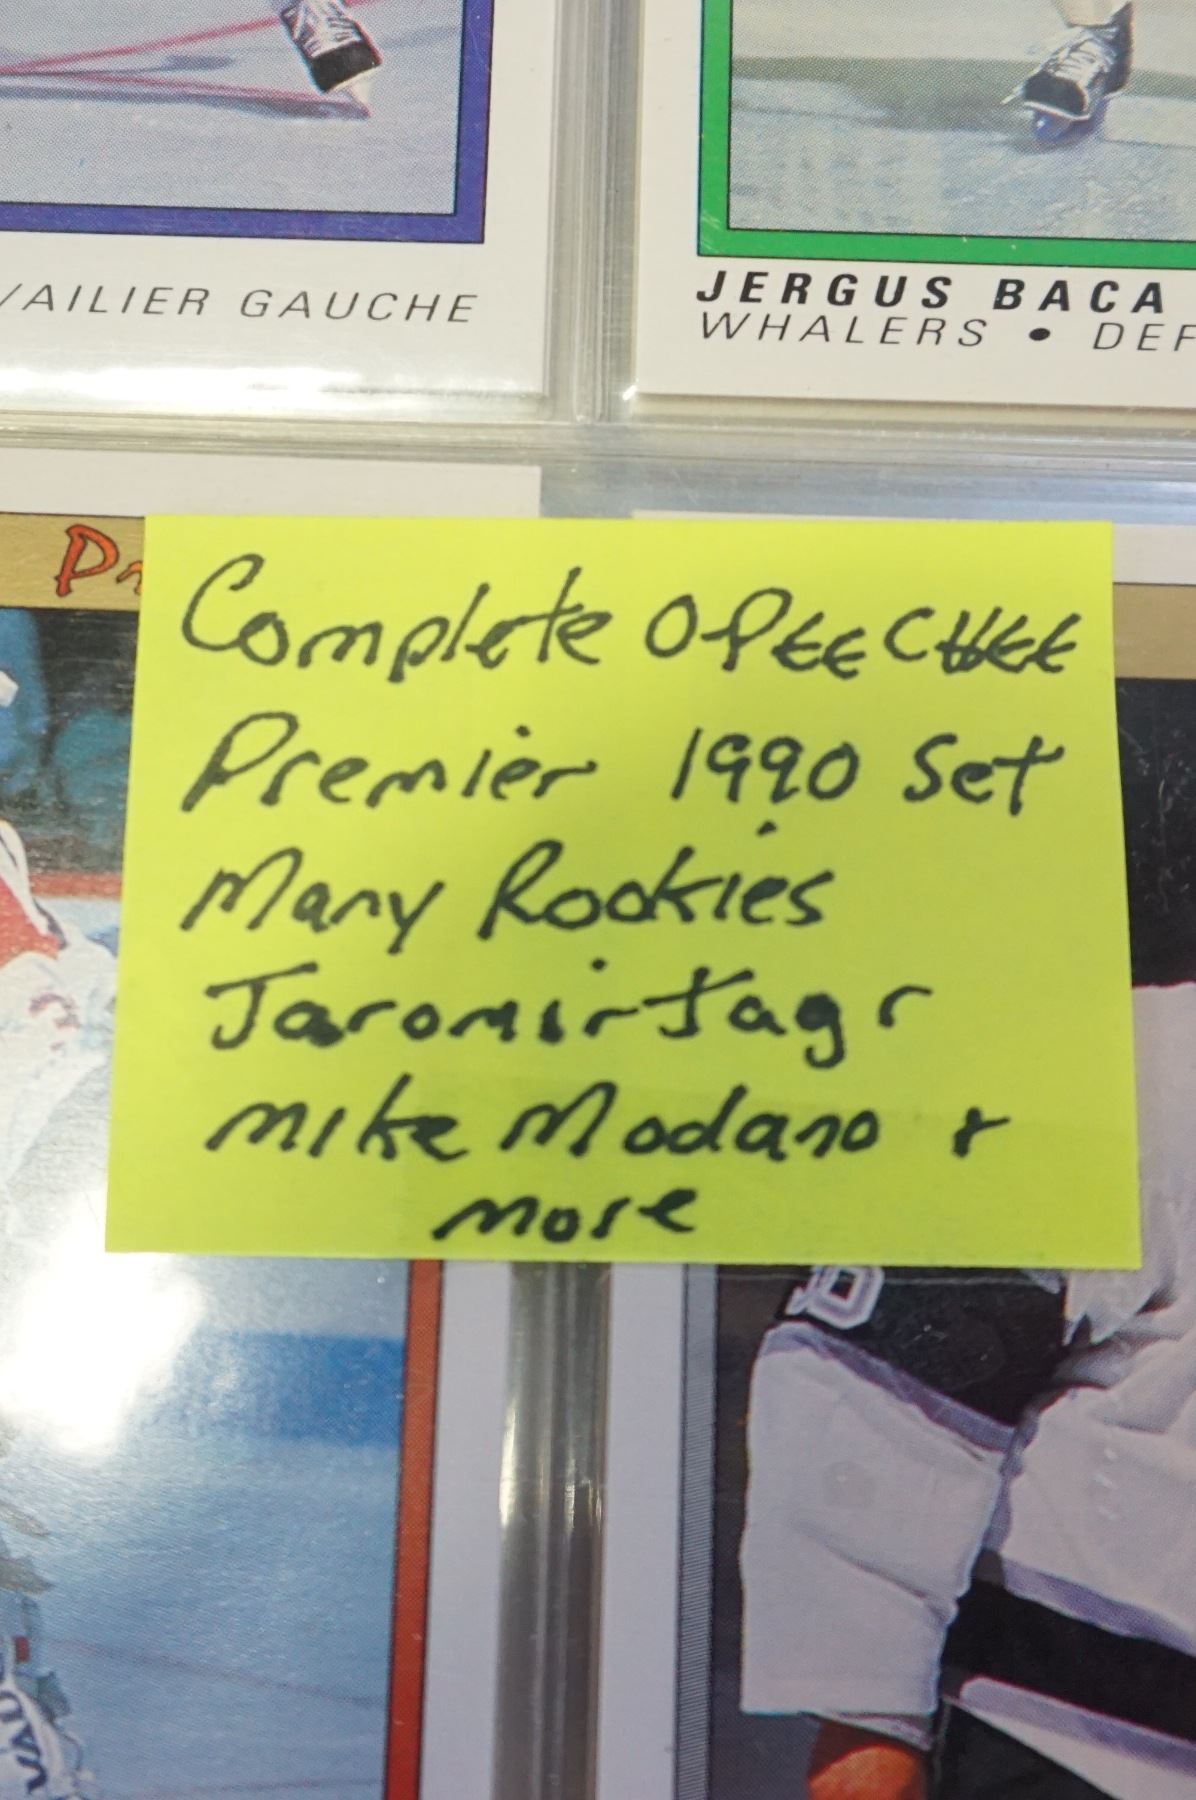 /AILIER GAUCHE
JERGUS BACA
WHALERS • DEF
Complete OPEECHEE
Premier 1990 Set
Many Rookies
Jaromir Jagr
Mike Modano &
more